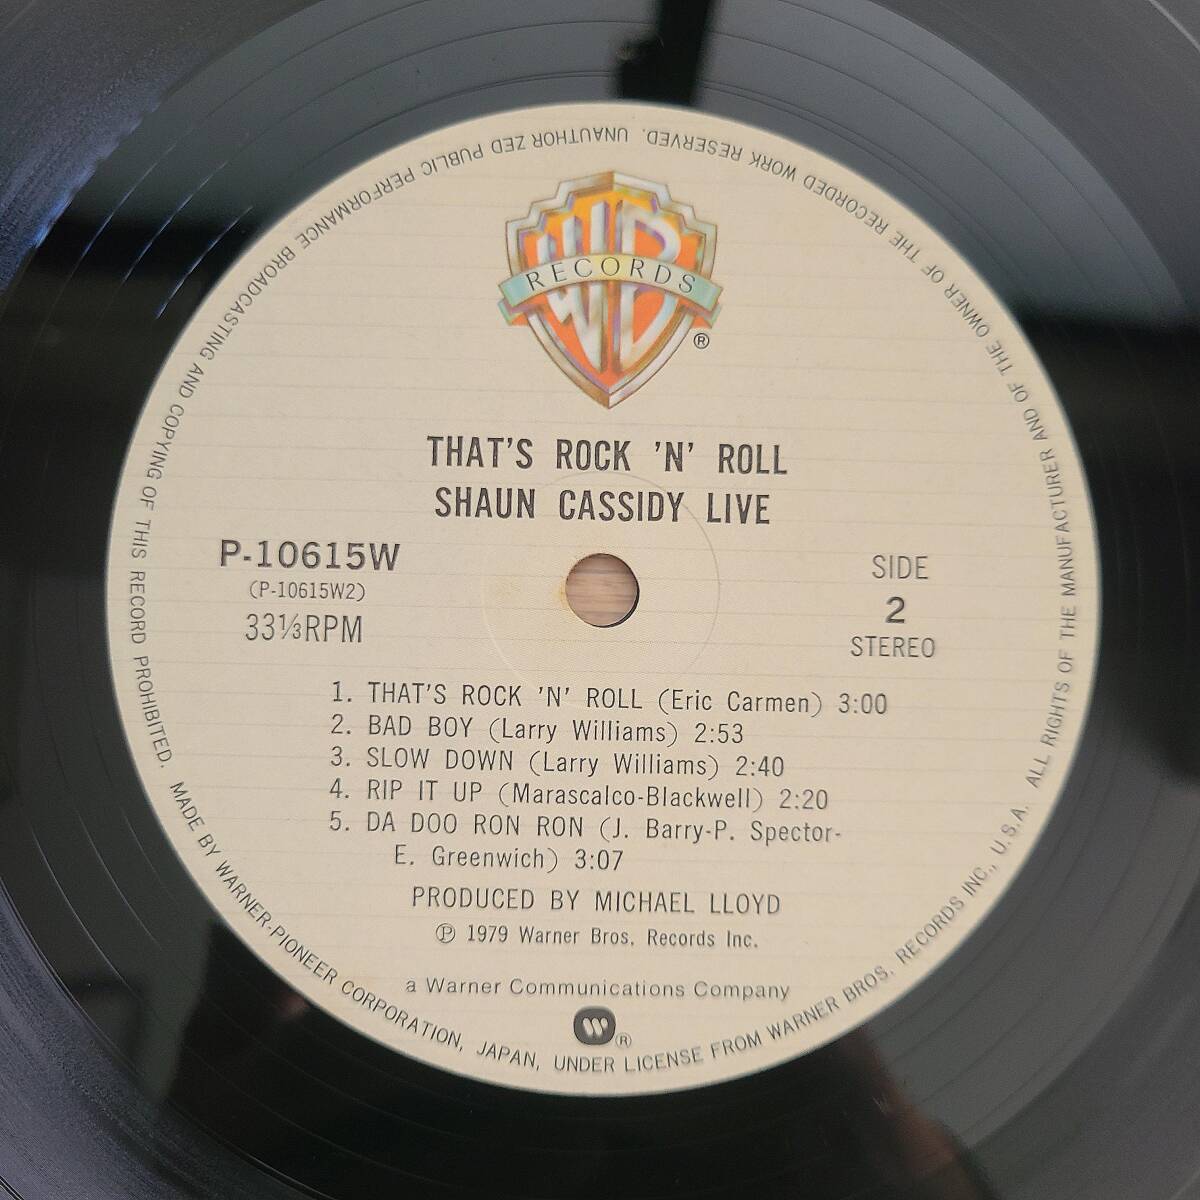 RECORDS
®
THAT'S ROCK 'N' ROLL
SHAUN CASSIDY LIVE
P-10615W
(P-10615W2)
33⅓RPM
SIDE
2
STEREO
1. THAT'S ROCK 'N' ROLL (Eric Carmen) 3:00
2. BAD BOY (Larry Williams) 2:53
3. SLOW DOWN (Larry Williams) 2:40
4. RIP IT UP (Marascalco-Blackwell) 2:20
5. DA DOO RON RON (J. Barry-P. Spector-
E. Greenwich) 3:07
PRODUCED BY MICHAEL LLOYD
Ⓟ 1979 Warner Bros. Records Inc.
a Warner Communications Company
®
MADE BY WARNER-PIONEER CORPORATION, JAPAN, UNDER LICENSE FROM WARNER BROS. RECORDS INC., U.S.A. ALL RIGHTS OF THE MANUFACTURER AND OF THE OWNER OF THE RECORDED WORK RESERVED. UNAUTHOR ZED PUBLIC PERFORMANCE BROADCASTING AND COPYING OF THIS RECORD PROHIBITED.